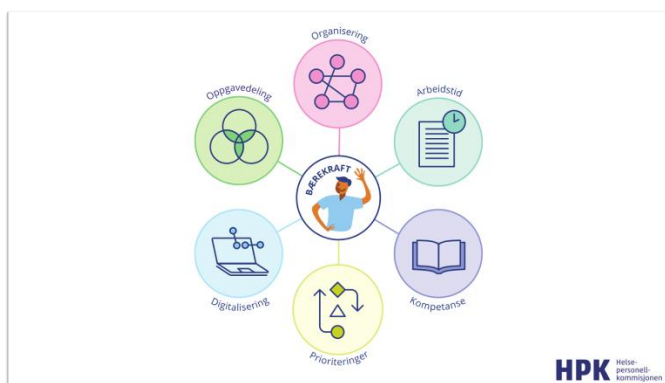 Organisering
Oppgavedeling
Arbeidstid
BÆREKRAFT
Digitalisering
Kompetanse
Prioriteringer
HPK
Helse-
personell-
kommisjonen